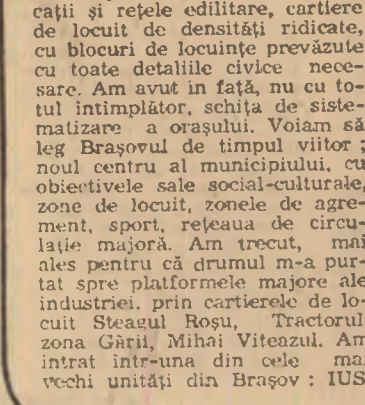 cații și rețele edilitare, cartiere
de locuit de densități ridicate,
cu blocuri de locuințe prevăzute
cu toate detaliile civice nece-
sare. Am avut în față, nu cu to-
tul întîmplător, schița de siste-
matizare a orașului. Voiam să
leg Brașovul de timpul viitor ;
noul centru al municipiului, cu
obiectivele sale social-culturale,
zone de locuit, zonele de agre-
ment, sport, rețeaua de circu-
lație majoră. Am trecut, mai
ales pentru că drumul m-a pur-
tat spre platformele majore ale
industriei. prin cartierele de lo-
cuit Steagul Roșu, Tractorul
zona Gării, Mihai Viteazul. Am
intrat într-una din cele mai
vechi unități din Brașov : IUS